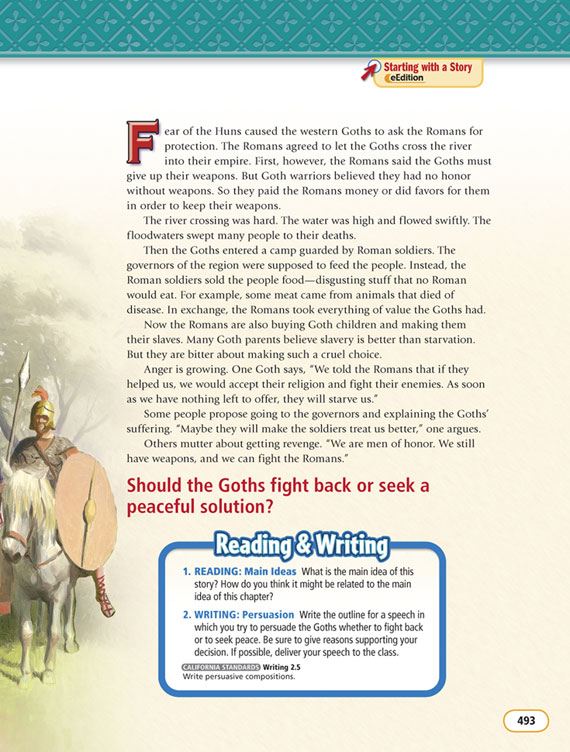 Starting with a Story
eEdition
Fear of the Huns caused the western Goths to ask the Romans for
protection. The Romans agreed to let the Goths cross the river
into their empire. First, however, the Romans said the Goths must
give up their weapons. But Goth warriors believed they had no honor
without weapons. So they paid the Romans money or did favors for them
in order to keep their weapons.
The river crossing was hard. The water was high and flowed swiftly. The
floodwaters swept many people to their deaths.
Then the Goths entered a camp guarded by Roman soldiers. The
governors of the region were supposed to feed the people. Instead, the
Roman soldiers sold the people food—disgusting stuff that no Roman
would eat. For example, some meat came from animals that died of
disease. In exchange, the Romans took everything of value the Goths had.
Now the Romans are also buying Goth children and making them
their slaves. Many Goth parents believe slavery is better than starvation.
But they are bitter about making such a cruel choice.
Anger is growing. One Goth says, “We told the Romans that if they
helped us, we would accept their religion and fight their enemies. As soon
as we have nothing left to offer, they will starve us.”
Some people propose going to the governors and explaining the Goths’
suffering. “Maybe they will make the soldiers treat us better,” one argues.
Others mutter about getting revenge. “We are men of honor. We still
have weapons, and we can fight the Romans.”
Should the Goths fight back or seek a
peaceful solution?
Reading & Writing
1. READING: Main Ideas What is the main idea of this
story? How do you think it might be related to the main
idea of this chapter?
2. WRITING: Persuasion Write the outline for a speech in
which you try to persuade the Goths whether to fight back
or to seek peace. Be sure to give reasons supporting your
decision. If possible, deliver your speech to the class.
CALIFORNIA STANDARDS Writing 2.5
Write persuasive compositions.
493